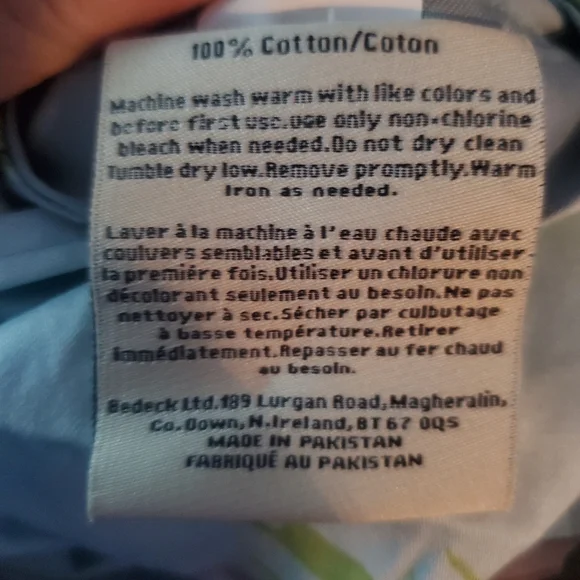 100% Cotton/Coton
Machine wash warm with like colors and
before first use.use only non-chlorine
bleach when needed.Do not dry clean
Tumble dry low.Remove promptly.Warm
Iron as needed.
Laver à la machine à l'eau chaude avec
coulvers semblables et avant d'utiliser
la première fois.Utiliser un chlorure non
décolorant seulement au besoin.Ne pas
nettoyer à sec.Sécher par culbutage
à basse température.Retirer
immédiatement.Repasser au fer chaud
au besoin.
Bedeck Ltd.189 Lurgan Road,Magheralin,
Co.Down,N.Ireland,BT67 0QS
MADE IN PAKISTAN
FABRIQUÉ AU PAKISTAN